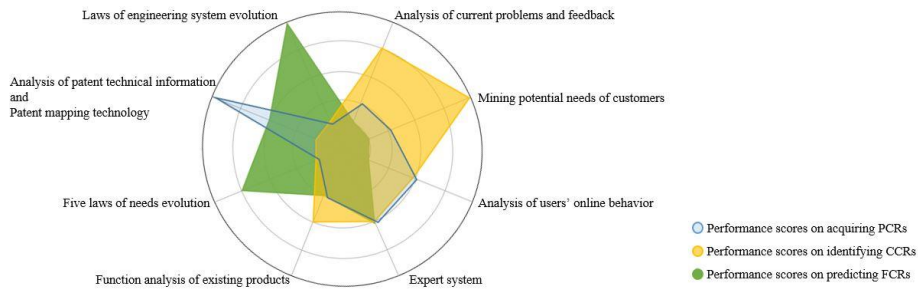 Laws of engineering system evolution
Analysis of current problems and feedback
Analysis of patent technical information
and
Patent mapping technology
Mining potential needs of customers
Five laws of needs evolution
Analysis of users' online behavior
Function analysis of existing products
Expert system
Performance scores on acquiring PCRs
Performance scores on identifying CCRs
Performance scores on predicting FCRs